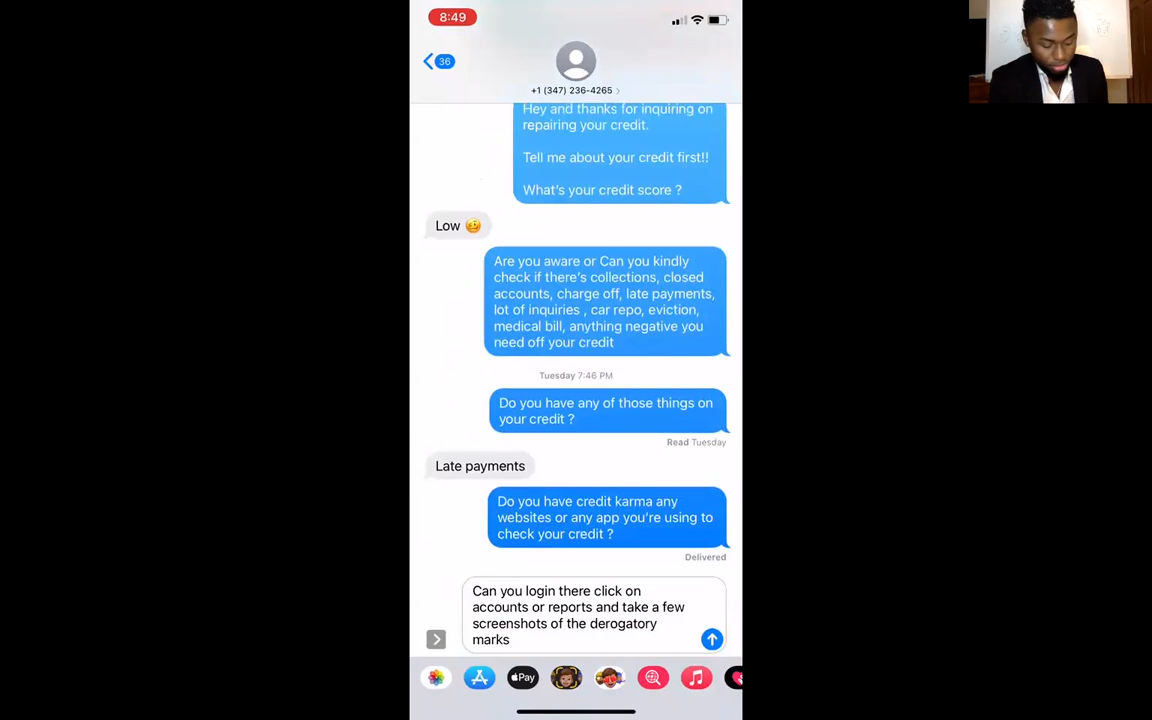 8:49
36
+1 (347) 236-4265
Hey and thanks for inquiring on
repairing your credit.
Tell me about your credit first!!
What's your credit score ?
Low 🥴
Are you aware or Can you kindly
check if there's collections, closed
accounts, charge off, late payments,
lot of inquiries , car repo, eviction,
medical bill, anything negative you
need off your credit
Tuesday 7:46 PM
Do you have any of those things on
your credit ?
Read Tuesday
Late payments
Do you have credit karma any
websites or any app you're using to
check your credit ?
Delivered
Can you login there click on
accounts or reports and take a few
screenshots of the derogatory
marks
Pay